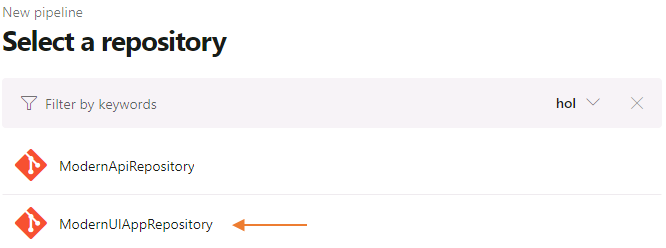 New pipeline
Select a repository
Filter by keywords hol
ModernApiRepository
ModernUIAppRepository